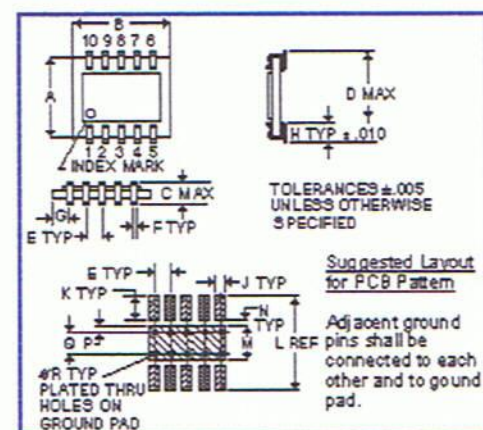 B
10 9 8 7 6
A
1 2 3 4 5
INDEX MARK
D MAX
H TYP ±.010
C MAX
G
E TYP
F TYP
TOLERANCES ±.005
UNLESS OTHERWISE
SPECIFIED
E TYP
J TYP
K TYP
N
TYP
Q P
M
L REF
TYP
PLATED THRU
HOLES ON
GROUND PAD
Suggested Layout
for PCB Pattern
Adjacent ground
pins shall be
connected to each
other and to gound
pad.